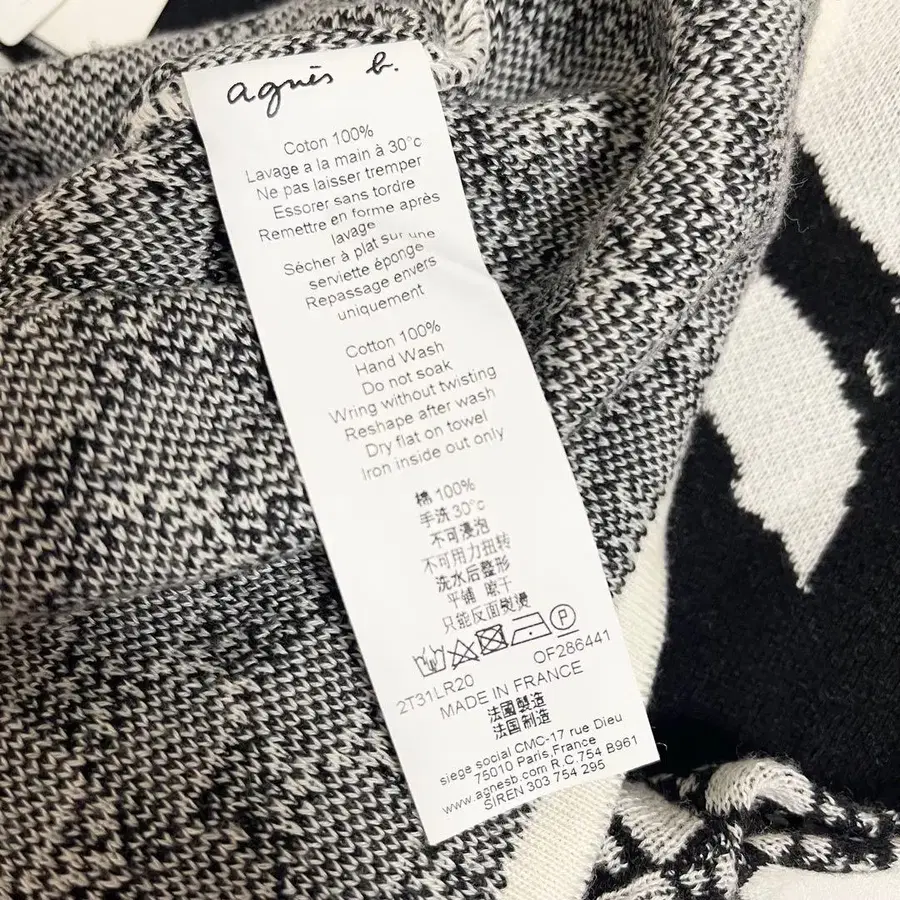 agnès b.
Coton 100%
Lavage a la main à 30°c
Ne pas laisser tremper
Essorer sans tordre
Remettre en forme après
lavage
Sécher à plat sur une
serviette éponge
Repassage envers
uniquement
Cotton 100%
Hand Wash
Do not soak
Wring without twisting
Reshape after wash
Dry flat on towel
Iron inside out only
棉 100%
手洗 30°c
不可浸泡
不可用力扭转
洗水后整形
平铺 晾干
只能反面熨烫
P
2T31LR20 OF286441
MADE IN FRANCE
法國製造
法国制造
siege social CMC-17 rue Dieu
75010 Paris,France
www.agnesb.com R.C.754 B961
SIREN 303 754 295